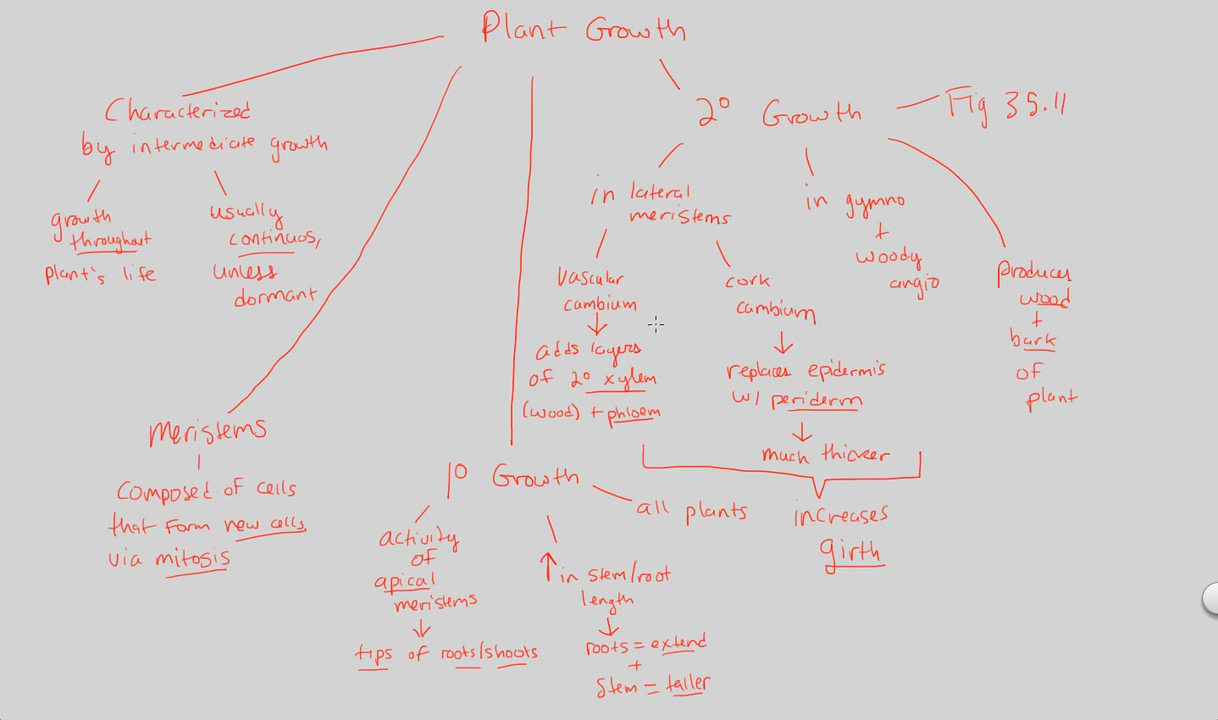 Plant Growth
Characterized
by intermediate growth
growth
throughout
plant's life
usually
continuos,
unless
dormant
Meristems
composed of cells
that form new cells
via mitosis
1° Growth
activity
of
apical
meristems
tips of roots/shoots
↑ in stem/root
length
roots = extend
+
stem = taller
all plants
2° Growth
Fig 35.11
in lateral
meristems
vascular
cambium
adds layers
of 2° xylem
(wood) + phloem
cork
cambium
replaces epidermis
w/ periderm
much thicker
increases
girth
in gymno
+
woody
angio
produces
wood
+
bark
of
plant